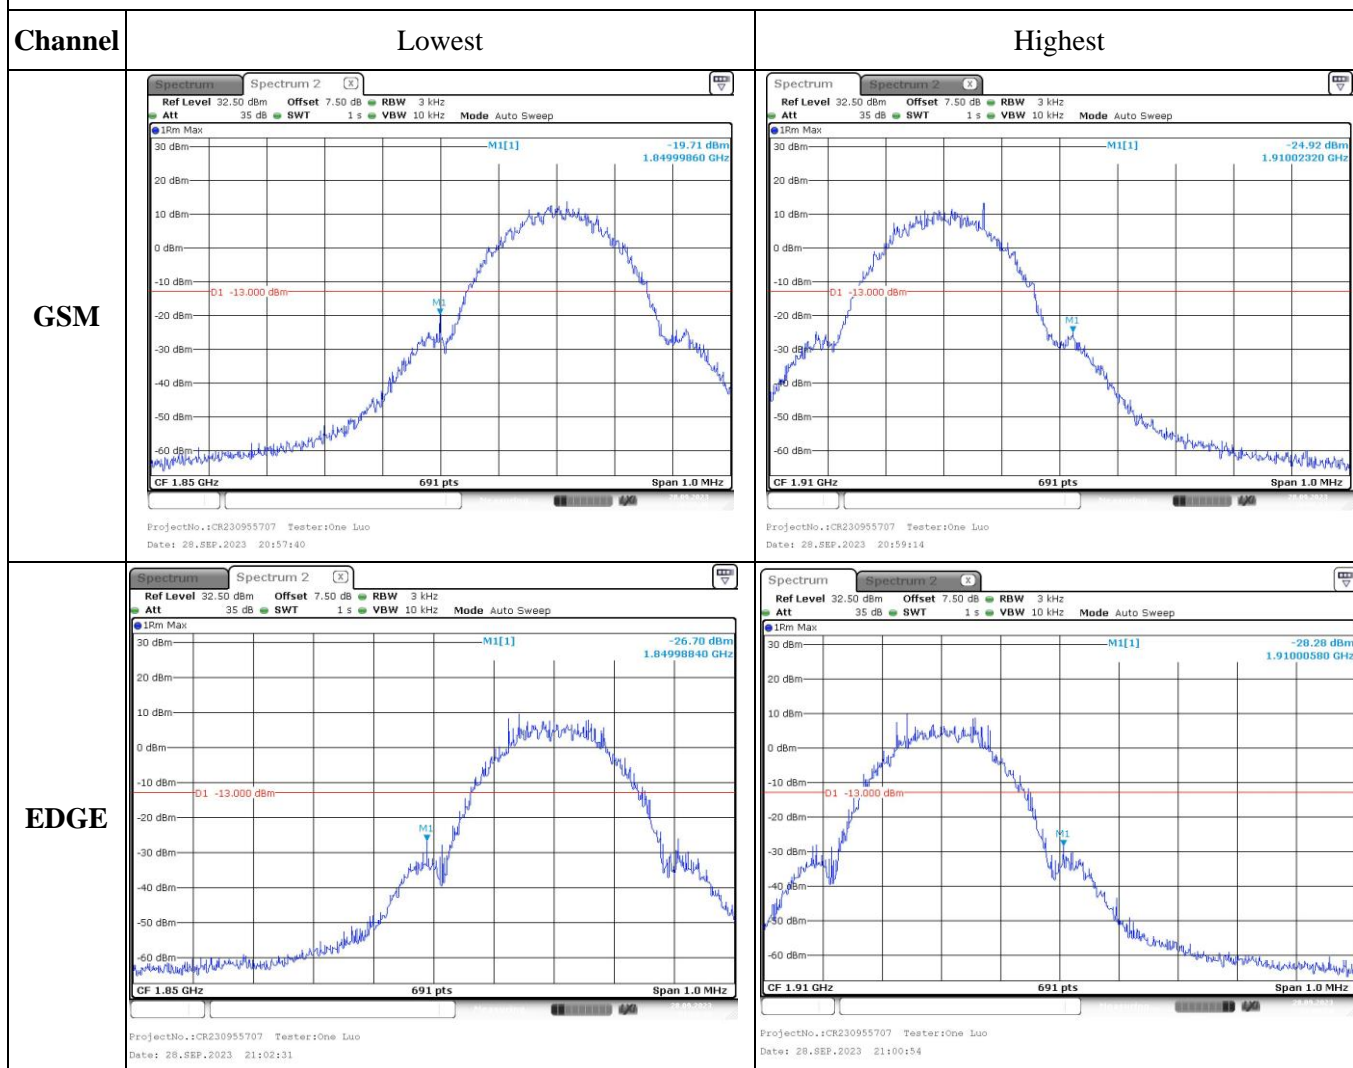 Channel Lowest Highest
GSM
Spectrum Spectrum 2 X
Ref Level 32.50 dBm Offset 7.50 dB RBW 3 kHz
Att 35 dB SWT 1 s VBW 10 kHz Mode Auto Sweep
1Rm Max
M1[1] -19.71 dBm
1.84999860 GHz
30 dBm
20 dBm
10 dBm
0 dBm
-10 dBm
D1 -13.000 dBm
M1
-20 dBm
-30 dBm
-40 dBm
-50 dBm
-60 dBm
CF 1.85 GHz 691 pts Span 1.0 MHz
ProjectNo.:CR230955707 Tester:One Luo
Date: 28.SEP.2023 20:57:40
Spectrum Spectrum 2 X
Ref Level 32.50 dBm Offset 7.50 dB RBW 3 kHz
Att 35 dB SWT 1 s VBW 10 kHz Mode Auto Sweep
1Rm Max
M1[1] -24.92 dBm
1.91002320 GHz
30 dBm
20 dBm
10 dBm
0 dBm
-10 dBm
D1 -13.000 dBm
-20 dBm
M1
-30 dBm
-40 dBm
-50 dBm
-60 dBm
CF 1.91 GHz 691 pts Span 1.0 MHz
ProjectNo.:CR230955707 Tester:One Luo
Date: 28.SEP.2023 20:59:14
EDGE
Spectrum Spectrum 2 X
Ref Level 32.50 dBm Offset 7.50 dB RBW 3 kHz
Att 35 dB SWT 1 s VBW 10 kHz Mode Auto Sweep
1Rm Max
M1[1] -26.70 dBm
1.84998840 GHz
30 dBm
20 dBm
10 dBm
0 dBm
-10 dBm
D1 -13.000 dBm
-20 dBm
M1
-30 dBm
-40 dBm
-50 dBm
-60 dBm
CF 1.85 GHz 691 pts Span 1.0 MHz
ProjectNo.:CR230955707 Tester:One Luo
Date: 28.SEP.2023 21:02:31
Spectrum Spectrum 2 X
Ref Level 32.50 dBm Offset 7.50 dB RBW 3 kHz
Att 35 dB SWT 1 s VBW 10 kHz Mode Auto Sweep
1Rm Max
M1[1] -28.28 dBm
1.91000580 GHz
30 dBm
20 dBm
10 dBm
0 dBm
-10 dBm
D1 -13.000 dBm
-20 dBm
M1
-30 dBm
-40 dBm
-50 dBm
-60 dBm
CF 1.91 GHz 691 pts Span 1.0 MHz
ProjectNo.:CR230955707 Tester:One Luo
Date: 28.SEP.2023 21:00:54